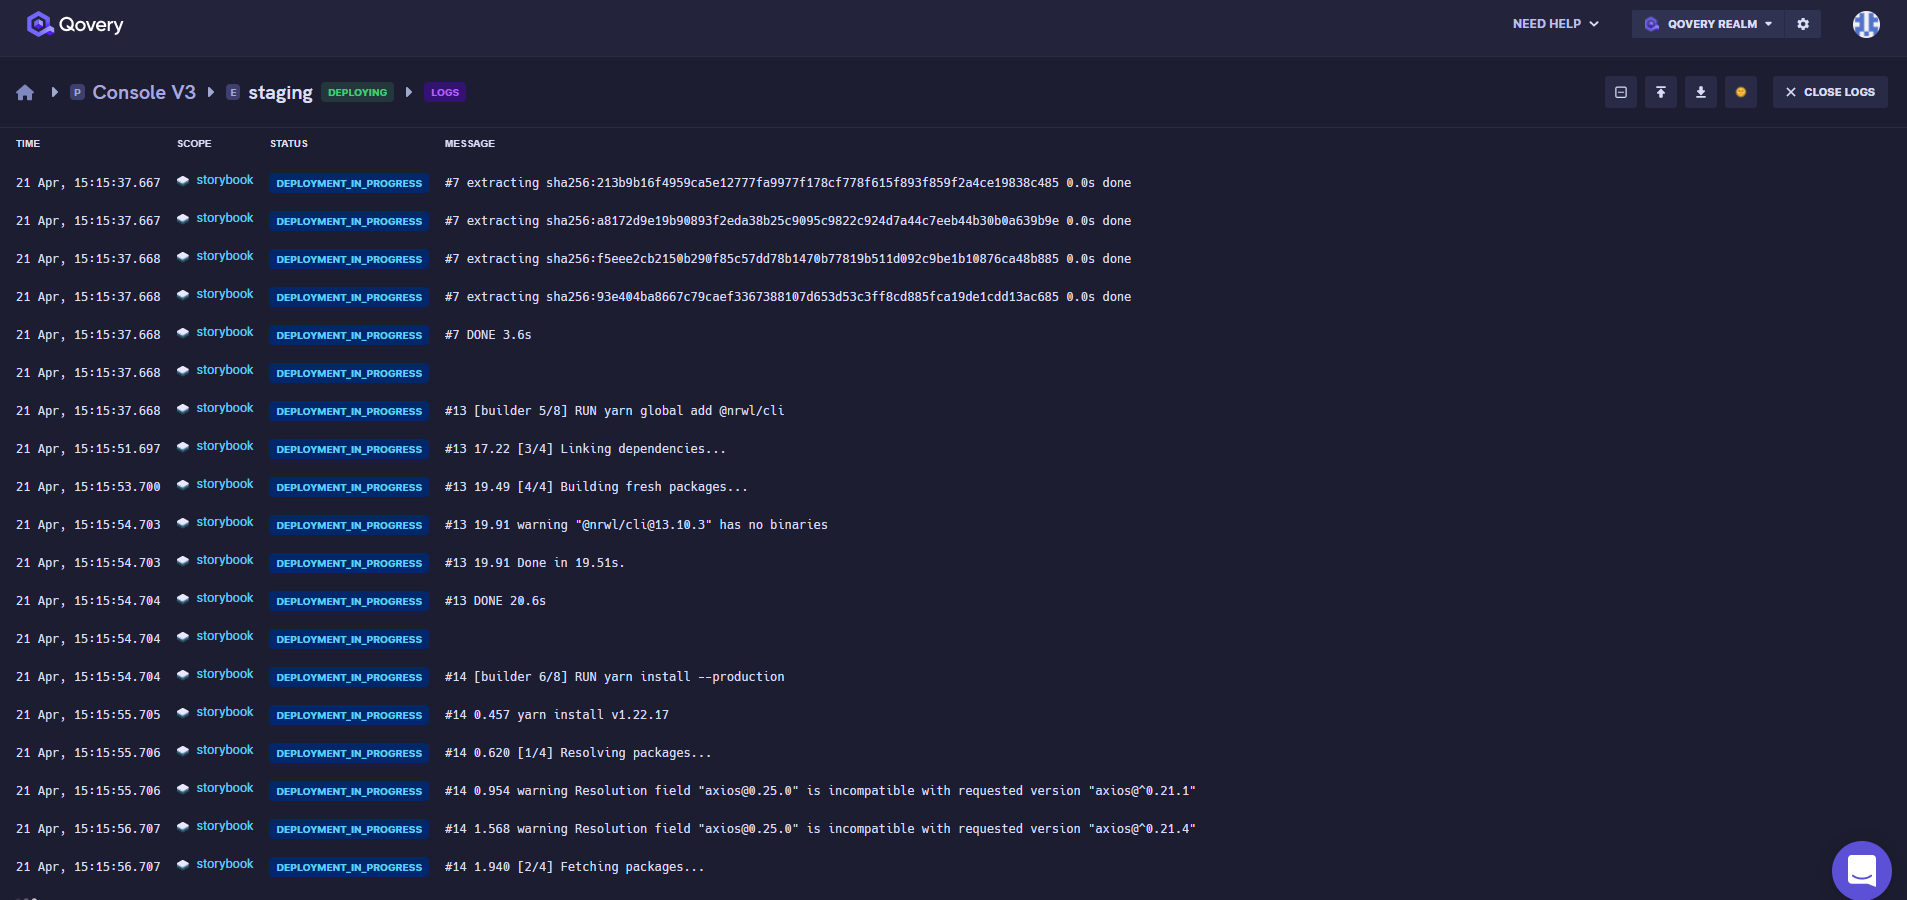 Qovery
NEED HELP
QOVERY REALM
P Console V3 E staging DEPLOYING LOGS
CLOSE LOGS
TIME SCOPE STATUS MESSAGE
21 Apr, 15:15:37.667 storybook DEPLOYMENT_IN_PROGRESS #7 extracting sha256:213b9b16f4959ca5e12777fa9977f178cf778f615f893f859f2a4ce19838c485 0.0s done
21 Apr, 15:15:37.667 storybook DEPLOYMENT_IN_PROGRESS #7 extracting sha256:a8172d9e19b90893f2eda38b25c9095c9822c924d7a44c7eeb44b30b0a639b9e 0.0s done
21 Apr, 15:15:37.668 storybook DEPLOYMENT_IN_PROGRESS #7 extracting sha256:f5eee2cb2150b290f85c57dd78b1470b77819b511d092c9be1b10876ca48b885 0.0s done
21 Apr, 15:15:37.668 storybook DEPLOYMENT_IN_PROGRESS #7 extracting sha256:93e404ba8667c79caef3367388107d653d53c3ff8cd885fca19de1cdd13ac685 0.0s done
21 Apr, 15:15:37.668 storybook DEPLOYMENT_IN_PROGRESS #7 DONE 3.6s
21 Apr, 15:15:37.668 storybook DEPLOYMENT_IN_PROGRESS
21 Apr, 15:15:37.668 storybook DEPLOYMENT_IN_PROGRESS #13 [builder 5/8] RUN yarn global add @nrwl/cli
21 Apr, 15:15:51.697 storybook DEPLOYMENT_IN_PROGRESS #13 17.22 [3/4] Linking dependencies...
21 Apr, 15:15:53.700 storybook DEPLOYMENT_IN_PROGRESS #13 19.49 [4/4] Building fresh packages...
21 Apr, 15:15:54.703 storybook DEPLOYMENT_IN_PROGRESS #13 19.91 warning "@nrwl/cli@13.10.3" has no binaries
21 Apr, 15:15:54.703 storybook DEPLOYMENT_IN_PROGRESS #13 19.91 Done in 19.51s.
21 Apr, 15:15:54.704 storybook DEPLOYMENT_IN_PROGRESS #13 DONE 20.6s
21 Apr, 15:15:54.704 storybook DEPLOYMENT_IN_PROGRESS
21 Apr, 15:15:54.704 storybook DEPLOYMENT_IN_PROGRESS #14 [builder 6/8] RUN yarn install --production
21 Apr, 15:15:55.705 storybook DEPLOYMENT_IN_PROGRESS #14 0.457 yarn install v1.22.17
21 Apr, 15:15:55.706 storybook DEPLOYMENT_IN_PROGRESS #14 0.620 [1/4] Resolving packages...
21 Apr, 15:15:55.706 storybook DEPLOYMENT_IN_PROGRESS #14 0.954 warning Resolution field "axios@0.25.0" is incompatible with requested version "axios@^0.21.1"
21 Apr, 15:15:56.707 storybook DEPLOYMENT_IN_PROGRESS #14 1.568 warning Resolution field "axios@0.25.0" is incompatible with requested version "axios@^0.21.4"
21 Apr, 15:15:56.707 storybook DEPLOYMENT_IN_PROGRESS #14 1.940 [2/4] Fetching packages...